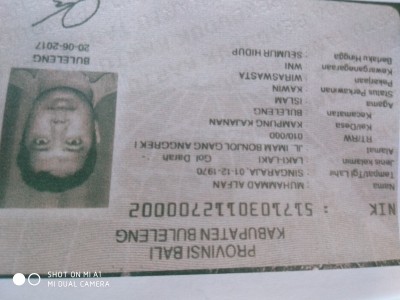 PROVINSI BALI
KABUPATEN BULELENG
NIK : 5171030112700002
Nama : MUHAMMAD ALFAN
Tempat/Tgl Lahir : SINGARAJA, 01-12-1970
Jenis kelamin : LAKI-LAKI Gol. Darah : -
Alamat : JL. IMAM BONJOL GANG ANGGREK I
RT/RW : 010/000
Kel/Desa : KAMPUNG KAJANAN
Kecamatan : BULELENG
Agama : ISLAM
Status Perkawinan : KAWIN
Pekerjaan : WIRASWASTA
Kewarganegaraan : WNI
Berlaku Hingga : SEUMUR HIDUP
BULELENG
20-06-2017
SHOT ON MI A1
MI DUAL CAMERA